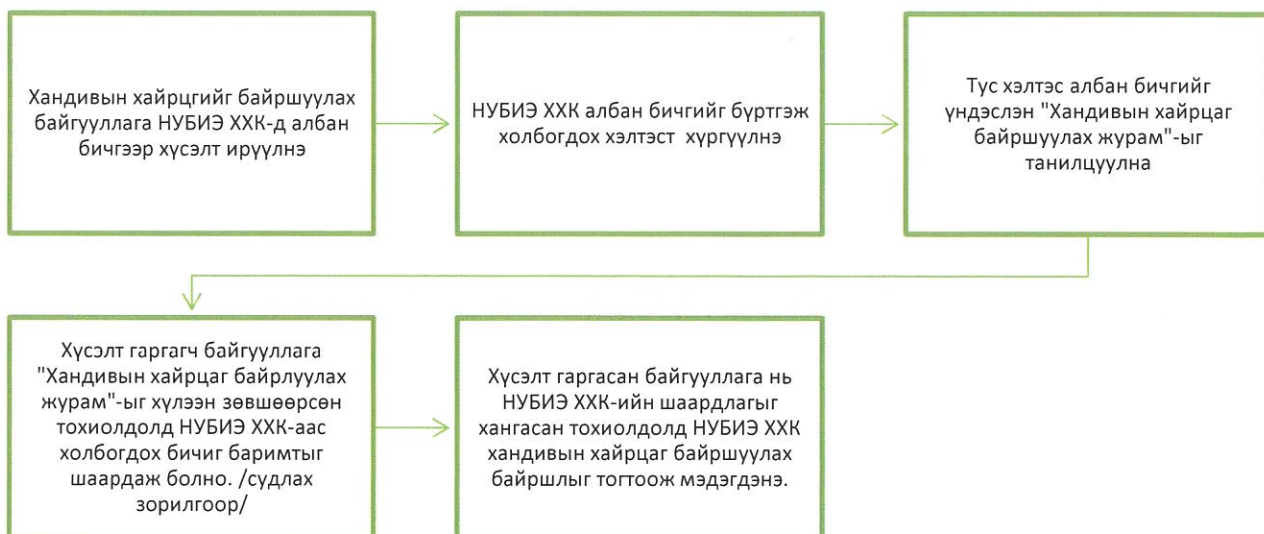 Хандивын хайрцгийг байршуулах
байгууллага НУБИЭ ХХК-д албан
бичгээр хүсэлт ирүүлнэ
НУБИЭ ХХК албан бичгийг бүртгэж
холбогдох хэлтэст хүргүүлнэ
Тус хэлтэс албан бичгийг
үндэслэн "Хандивын хайрцаг
байршуулах журам"-ыг
танилцуулна
Хүсэлт гаргагч байгууллага
"Хандивын хайрцаг байрлуулах
журам"-ыг хүлээн зөвшөөрсөн
тохиолдолд НУБИЭ ХХК-аас
холбогдох бичиг баримтыг
шаардаж болно. /судлах
зорилгоор/
Хүсэлт гаргасан байгууллага нь
НУБИЭ ХХК-ийн шаардлагыг
хангасан тохиолдолд НУБИЭ ХХК
хандивын хайрцаг байршуулах
байршлыг тогтоож мэдэгдэнэ.